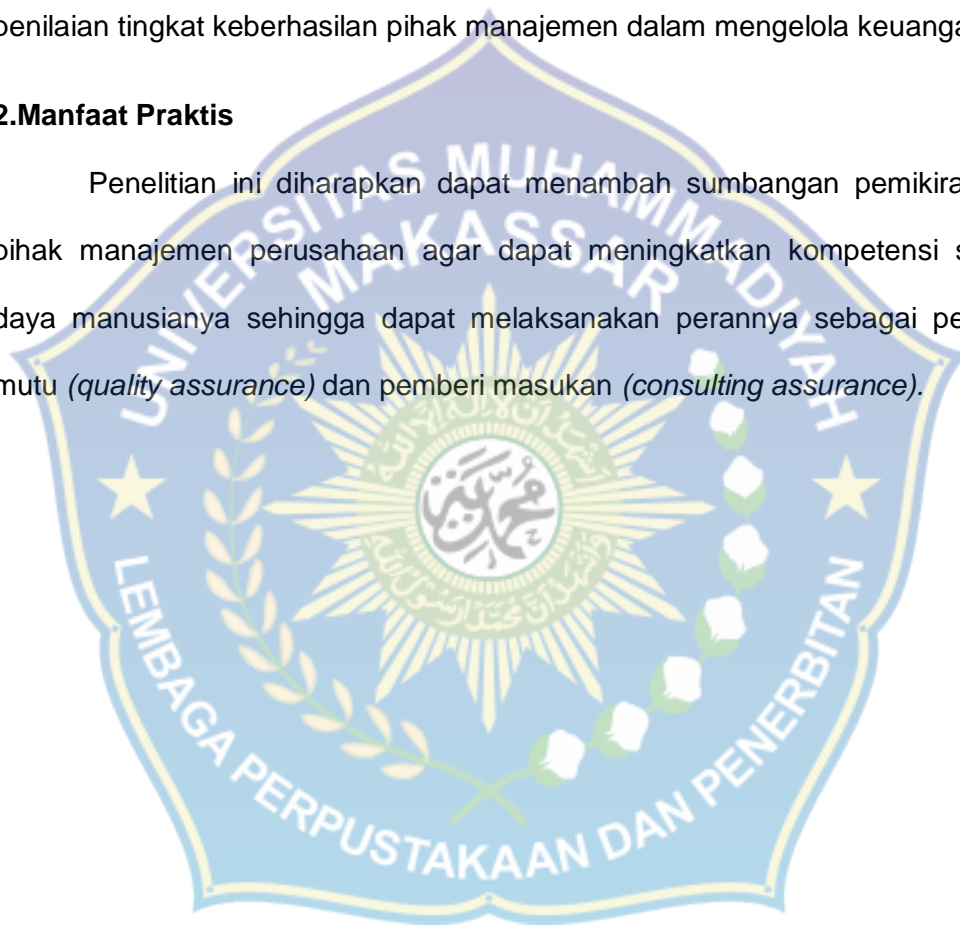 penilaian tingkat keberhasilan pihak manajemen dalam mengelola keuanga
2.Manfaat Praktis
Penelitian ini diharapkan dapat menambah sumbangan pemikira
pihak manajemen perusahaan agar dapat meningkatkan kompetensi s
daya manusianya sehingga dapat melaksanakan perannya sebagai pe
mutu (quality assurance) dan pemberi masukan (consulting assurance).
UNIVERSITAS MUHAMMADIYAH
MAKASSAR
محمد
LEMBAGA PERPUSTAKAAN DAN PENERBITAN